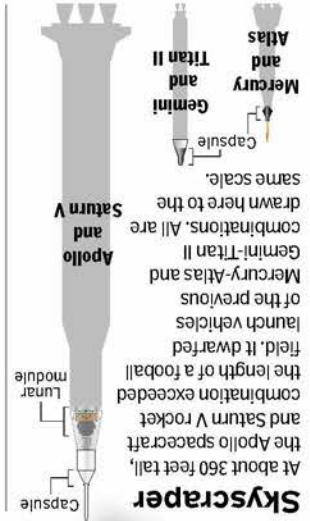 Skyscraper
At about 360 feet tall,
the Apollo spacecraft
and Saturn V rocket
combination exceeded
the length of a fooball
field. It dwarfed
launch vehicles
of the previous
Mercury-Atlas and
Gemini-Titan II
combinations. All are
drawn here to the
same scale.
Capsule
Lunar
module
Apollo
and
Saturn V
Capsule
Mercury
and
Atlas
Gemini
and
Titan II